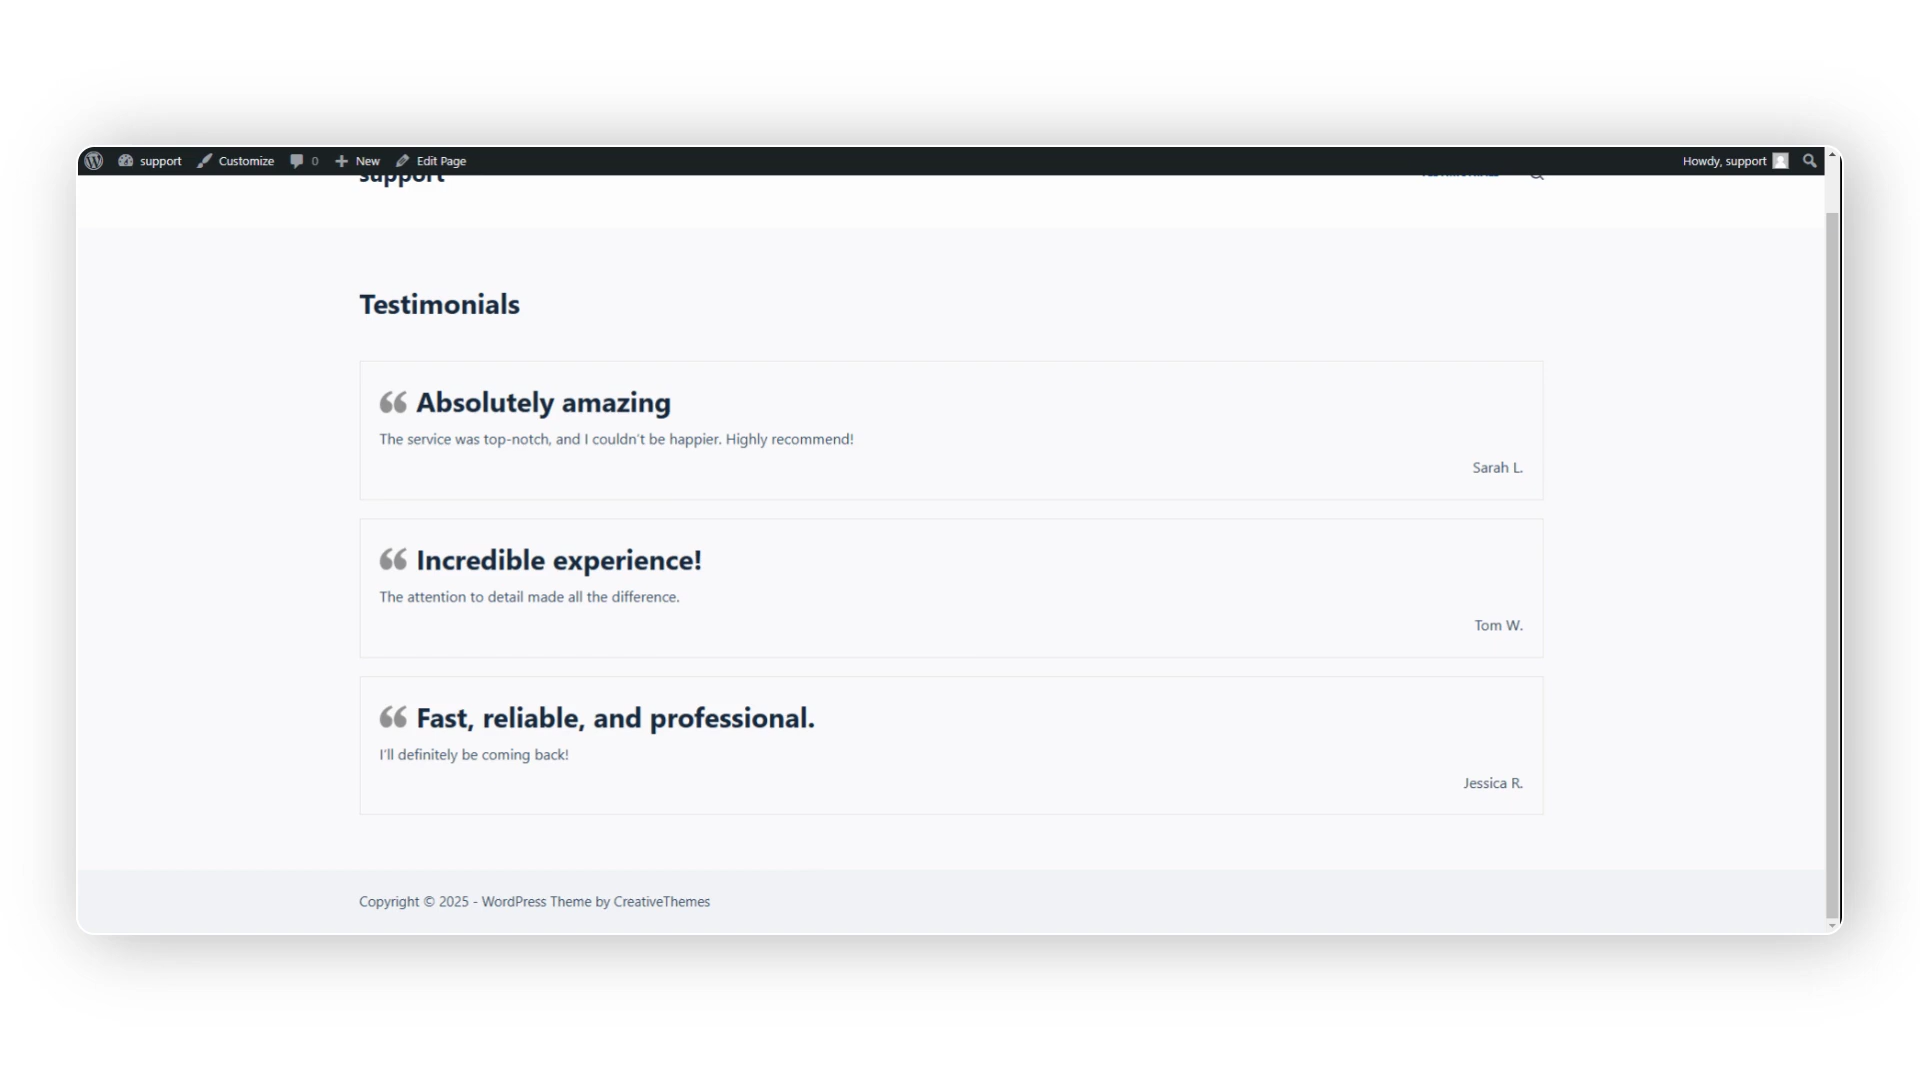 support Customize 0 New Edit Page Howdy, support
support TESTIMONIALS
Testimonials
Absolutely amazing
The service was top-notch, and I couldn't be happier. Highly recommend!
Sarah L.
Incredible experience!
The attention to detail made all the difference.
Tom W.
Fast, reliable, and professional.
I'll definitely be coming back!
Jessica R.
Copyright © 2025 - WordPress Theme by CreativeThemes